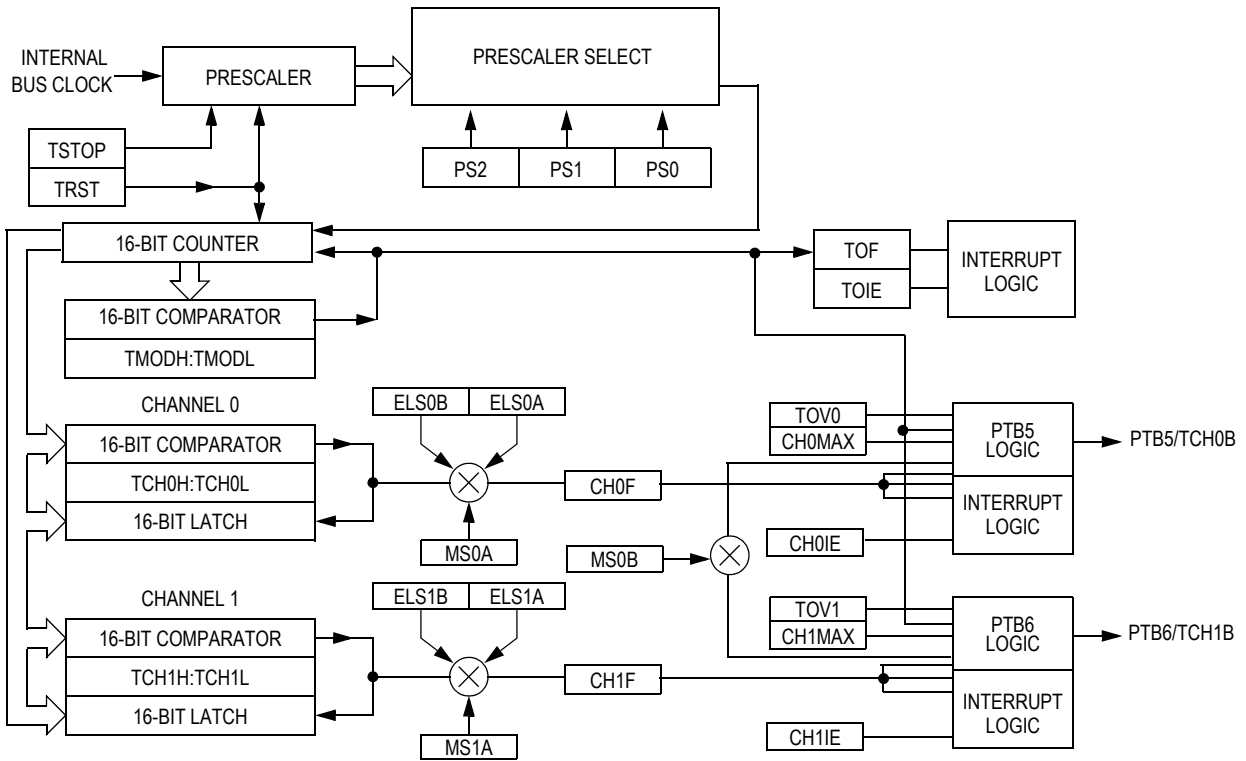 INTERNAL
BUS CLOCK
PRESCALER
PRESCALER SELECT
TSTOP
TRST
PS2
PS1
PS0
16-BIT COUNTER
16-BIT COMPARATOR
TMODH:TMODL
TOF
TOIE
INTERRUPT
LOGIC
CHANNEL 0
16-BIT COMPARATOR
TCH0H:TCH0L
16-BIT LATCH
ELS0B
ELS0A
MS0A
CH0F
TOV0
CH0MAX
PTB5
LOGIC
PTB5/TCH0B
INTERRUPT
LOGIC
CH0IE
MS0B
CHANNEL 1
16-BIT COMPARATOR
TCH1H:TCH1L
16-BIT LATCH
ELS1B
ELS1A
MS1A
CH1F
TOV1
CH1MAX
PTB6
LOGIC
PTB6/TCH1B
INTERRUPT
LOGIC
CH1IE